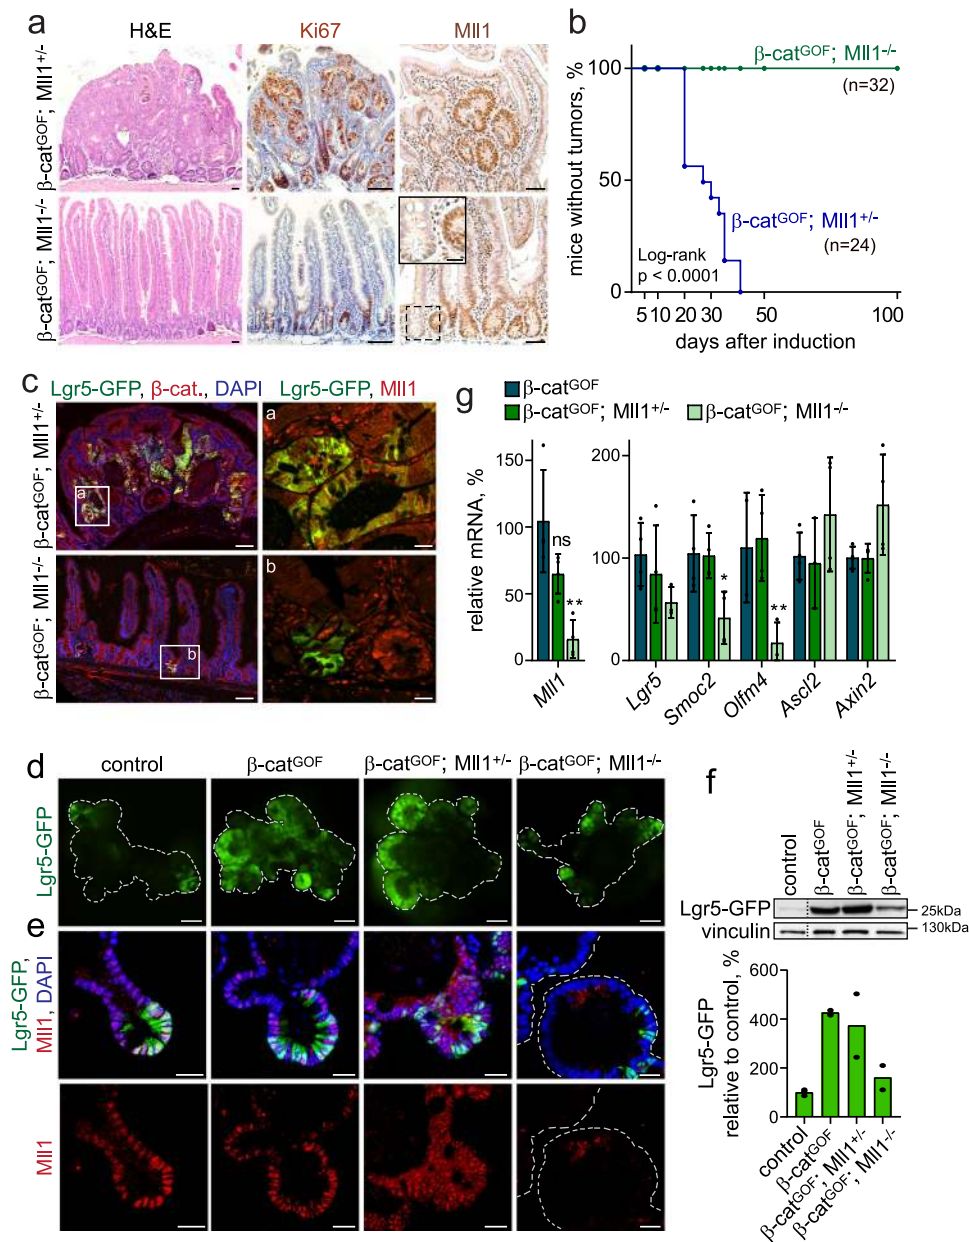 a
H&E
Ki67
Mll1
β-catGOF; Mll1+/-
β-catGOF; Mll1-/-
b
mice without tumors, %
100
50
0
β-catGOF; Mll1-/-
(n=32)
β-catGOF; Mll1+/-
(n=24)
Log-rank
p < 0.0001
5 10 20 30 50 100
days after induction
c
Lgr5-GFP, β-cat., DAPI
Lgr5-GFP, Mll1
β-catGOF; Mll1+/-
β-catGOF; Mll1-/-
a
a
b
b
g
β-catGOF
β-catGOF; Mll1+/-
β-catGOF; Mll1-/-
relative mRNA, %
150
100
50
0
ns
**
Mll1
200
100
0
*
**
Lgr5
Smoc2
Olfm4
Ascl2
Axin2
d
control
β-catGOF
β-catGOF; Mll1+/-
β-catGOF; Mll1-/-
Lgr5-GFP
e
Lgr5-GFP,
Mll1, DAPI
Mll1
f
control
β-catGOF
β-catGOF; Mll1+/-
β-catGOF; Mll1-/-
Lgr5-GFP
25kDa
vinculin
130kDa
Lgr5-GFP
relative to control, %
600
400
200
0
control
β-catGOF
β-catGOF; Mll1+/-
β-catGOF; Mll1-/-